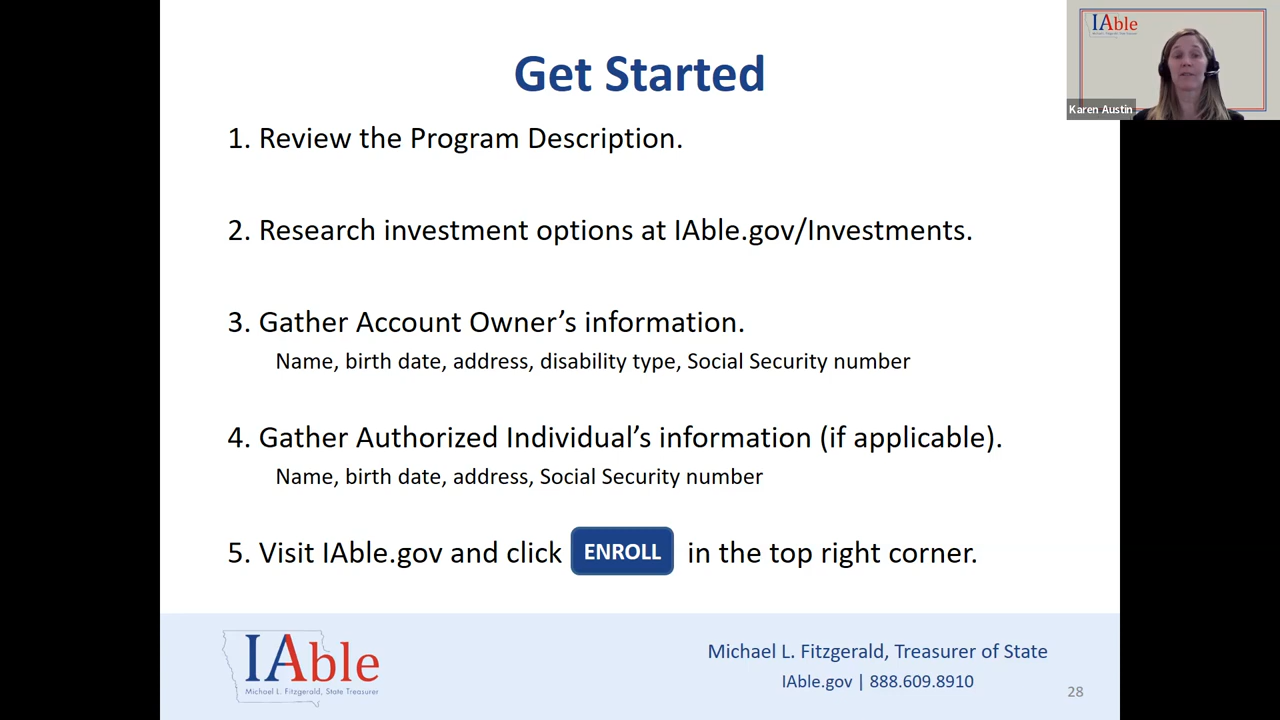 Get Started
1. Review the Program Description.
2. Research investment options at IAble.gov/Investments.
3. Gather Account Owner’s information.
Name, birth date, address, disability type, Social Security number
4. Gather Authorized Individual’s information (if applicable).
Name, birth date, address, Social Security number
5. Visit IAble.gov and click ENROLL in the top right corner.
IAble
Michael L. Fitzgerald, State Treasurer
Michael L. Fitzgerald, Treasurer of State
IAble.gov | 888.609.8910
28
IAble
Karen Austin